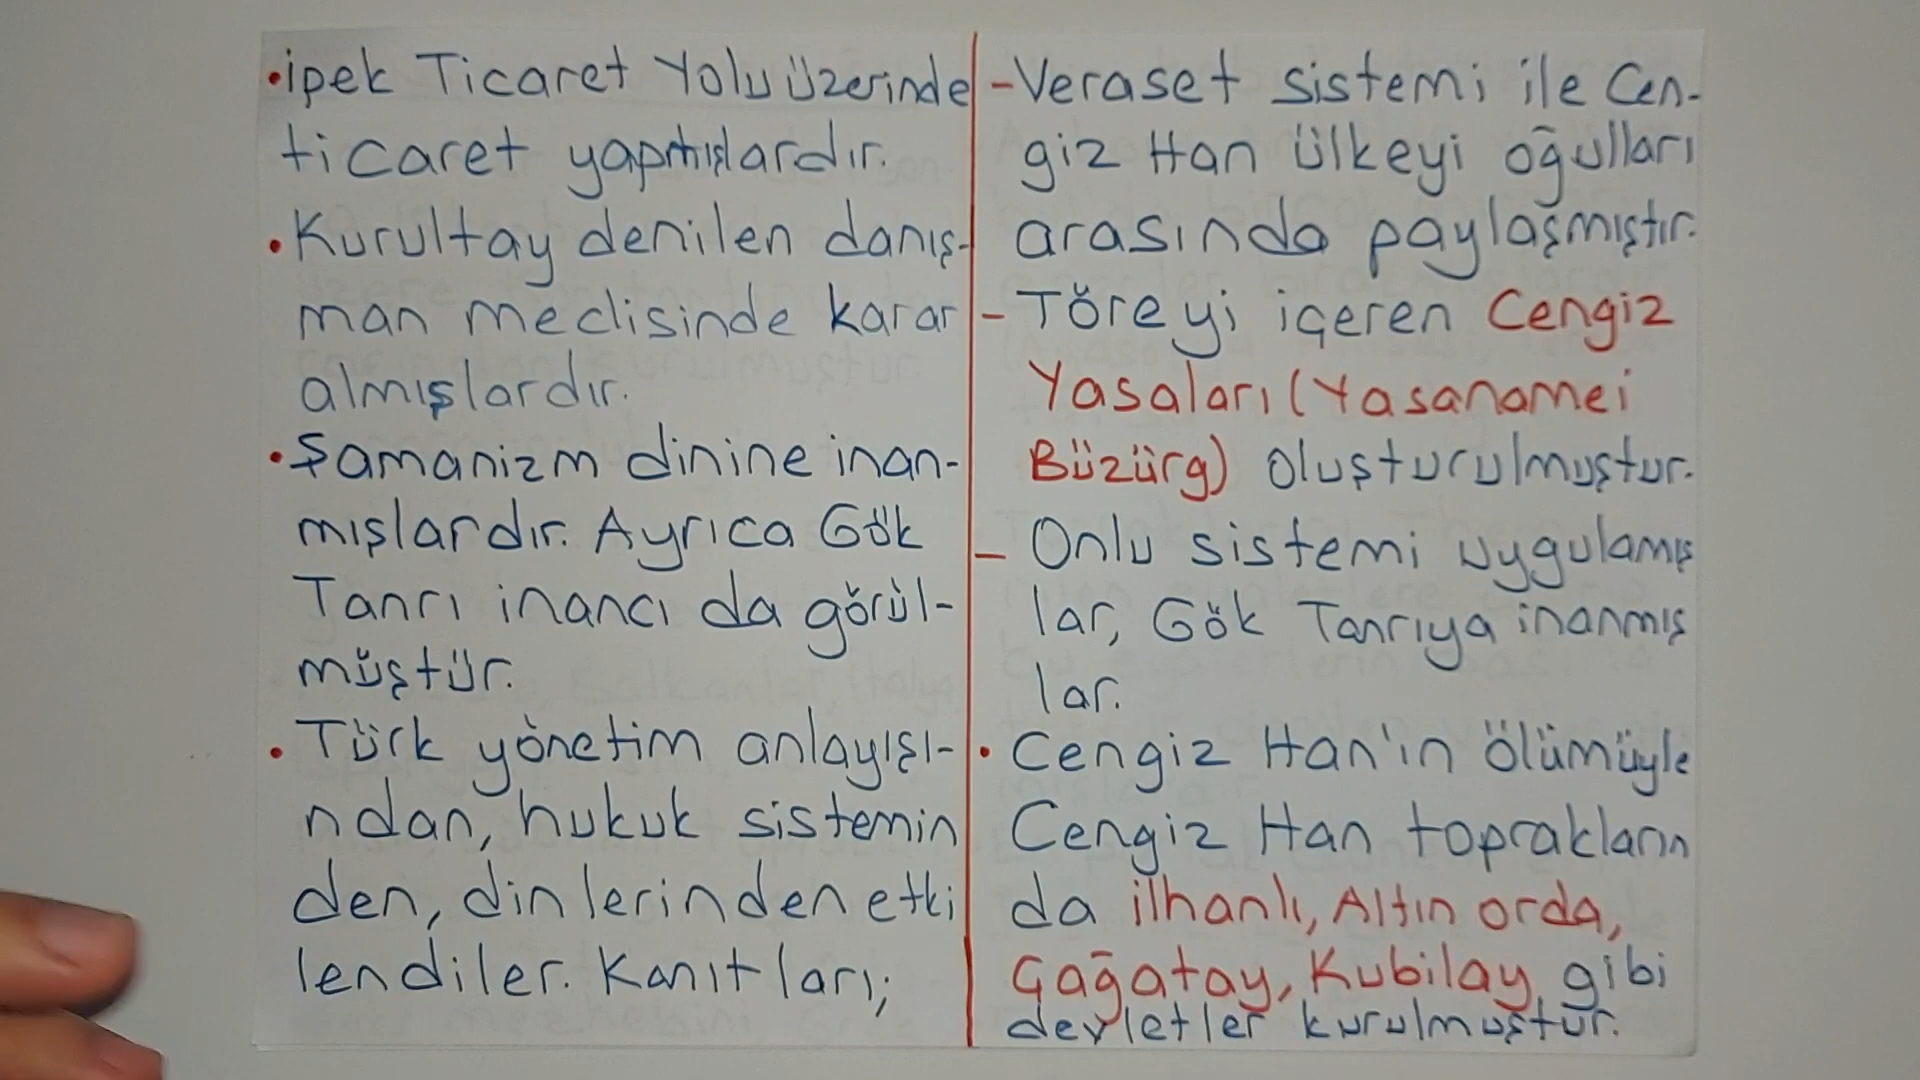 •ipek Ticaret Yolu üzerinde
ticaret yapmışlardır.
•Kurultay denilen danış-
man meclisinde karar
almışlardır.
•Şamanizm dinine inan-
mışlardır. Ayrıca Gök
Tanrı inancı da görül-
müştür.
•Türk yönetim anlayışı-
ndan, hukuk sistemin
den, dinlerinden etki
lendiler. Kanıtları;
-Veraset sistemi ile Cen-
giz Han ülkeyi oğulları
arasında paylaşmıştır.
-Töreyi içeren Cengiz
Yasaları (Yasanamei
Büzürg) oluşturulmuştur.
- Onlu sistemi uygulamış
lar, Gök Tanrıya inanmış
lar.
• Cengiz Han'ın ölümüyle
Cengiz Han toprakların
da ilhanlı, Altın orda,
Çağatay, Kubilay gibi
devletler kurulmuştur.